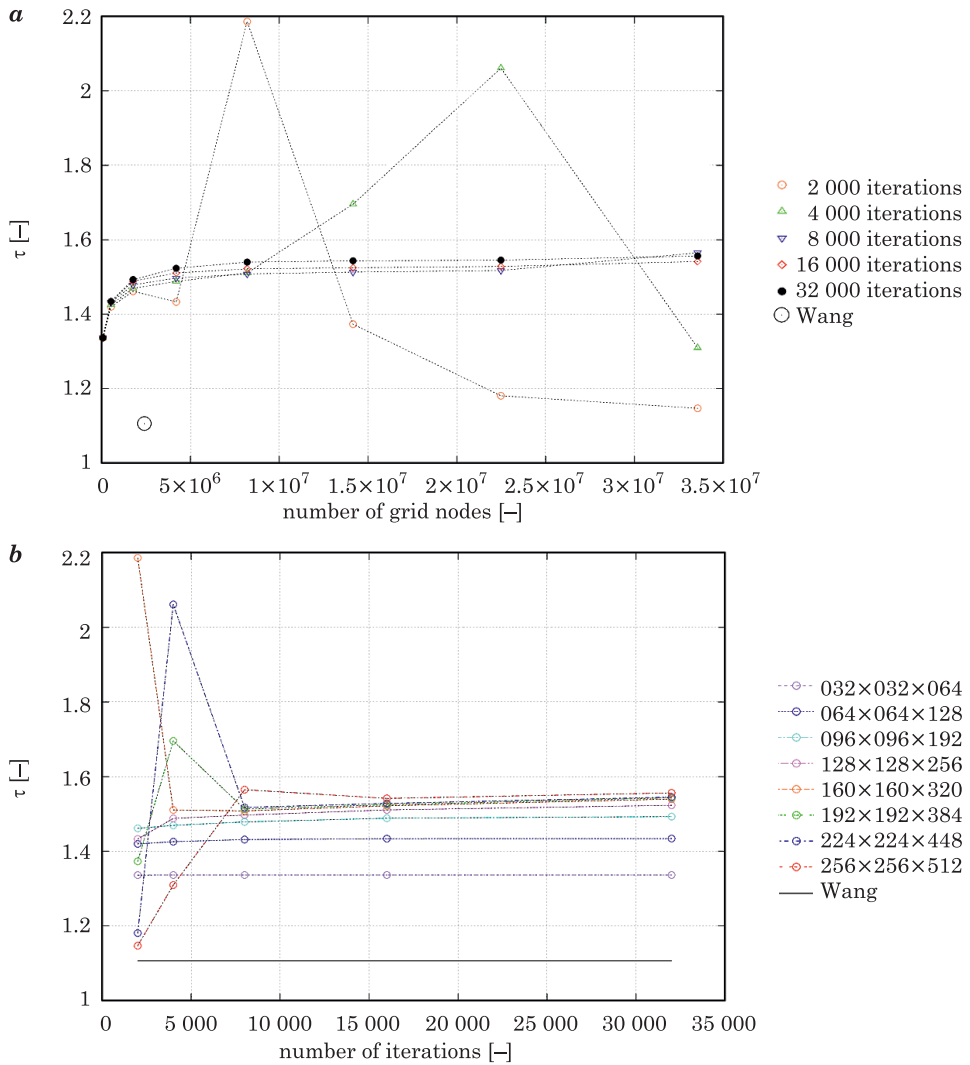 a
2.2
2
1.8
1.6
1.4
1.2
1
τ [–]
0
5×10⁶
1×10⁷
1.5×10⁷
2×10⁷
2.5×10⁷
3×10⁷
3.5×10⁷
number of grid nodes [–]
2 000 iterations
4 000 iterations
8 000 iterations
16 000 iterations
32 000 iterations
Wang
b
2.2
2
1.8
1.6
1.4
1.2
1
τ [–]
0
5 000
10 000
15 000
20 000
25 000
30 000
35 000
number of iterations [–]
032×032×064
064×064×128
096×096×192
128×128×256
160×160×320
192×192×384
224×224×448
256×256×512
Wang